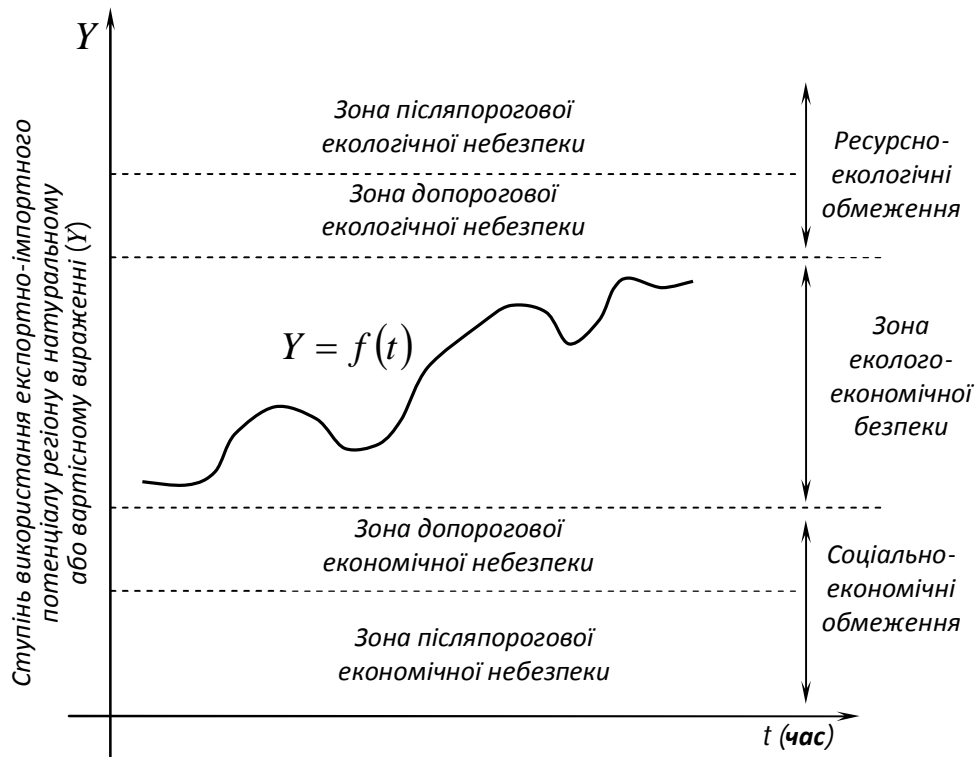 Y
Ступінь використання експортно-імпортного
потенціалу регіону в натуральному
або вартісному вираженні (Y)
Зона післяпорогової
екологічної небезпеки
Зона допорогової
екологічної небезпеки
Ресурсно-
екологічні
обмеження
Y = f(t)
Зона
еколого-
економічної
безпеки
Зона допорогової
економічної небезпеки
Зона післяпорогової
економічної небезпеки
Соціально-
економічні
обмеження
t (час)